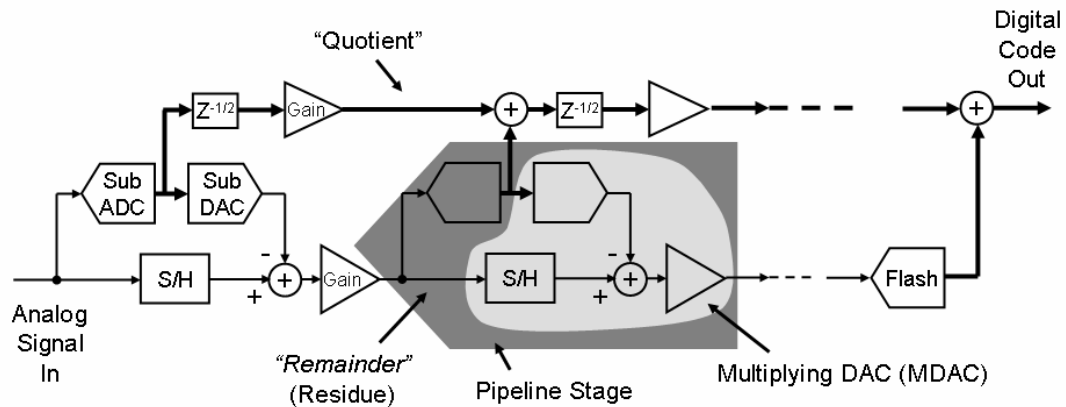 Digital
Code
Out
“Quotient”
Z-1/2
Gain
+
Z-1/2
+
Sub
ADC
Sub
DAC
-
-
S/H
+
+
Gain
S/H
+
+
Flash
Analog
Signal
In
“Remainder”
(Residue)
Pipeline Stage
Multiplying DAC (MDAC)